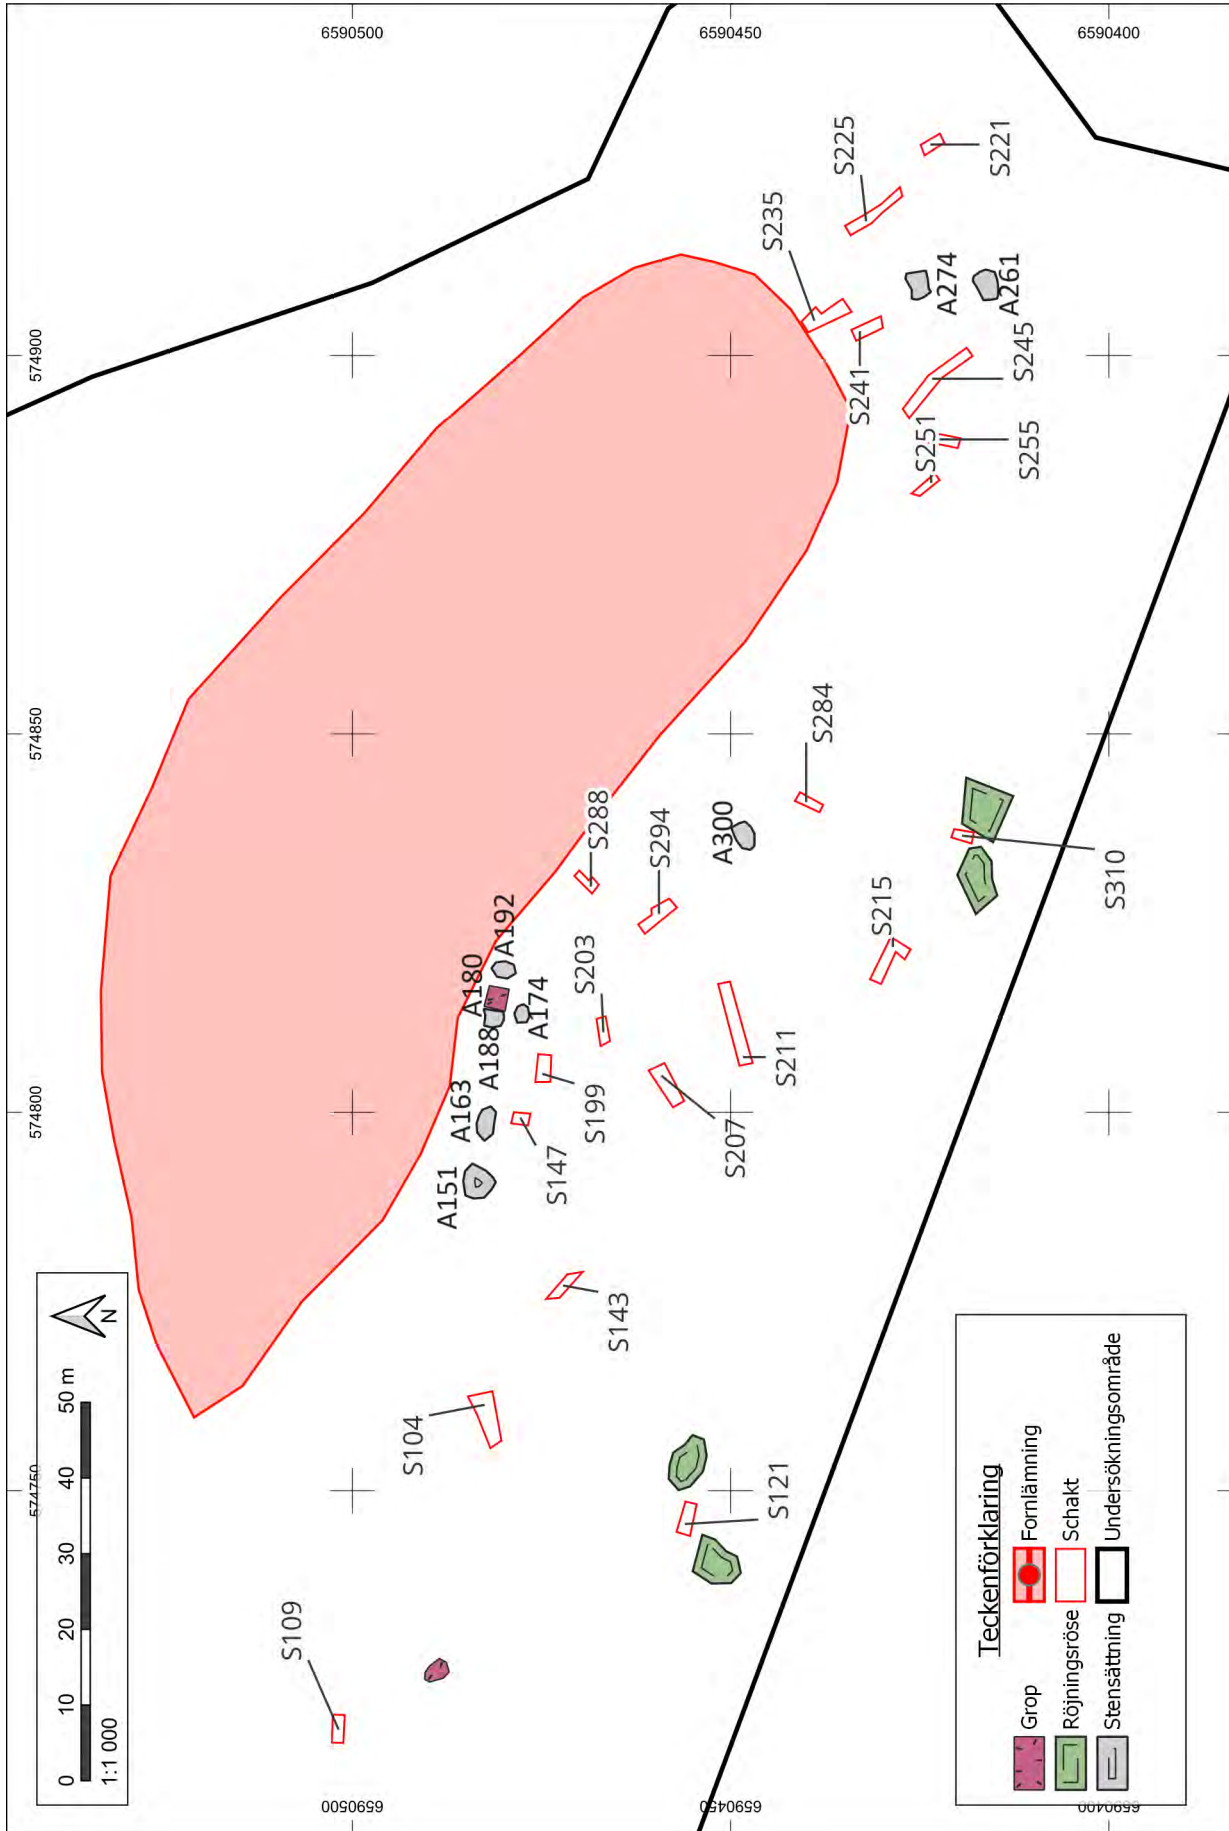 6590500
6590450
6590400
574900
574850
574800
574750
S225
S221
S235
A274
A261
S241
S245
S251
S255
S284
S288
S294
A300
S310
S215
A192
A180
S203
A174
A188
S211
A163
S199
S207
S147
A151
S143
S104
S121
S109
0 10 20 30 40 50 m
1:1 000
N
Teckenförklaring
Grop
Röjningsröse
Stensättning
Fornlämning
Schakt
Undersökningsområde
6590500
6590450
6590400